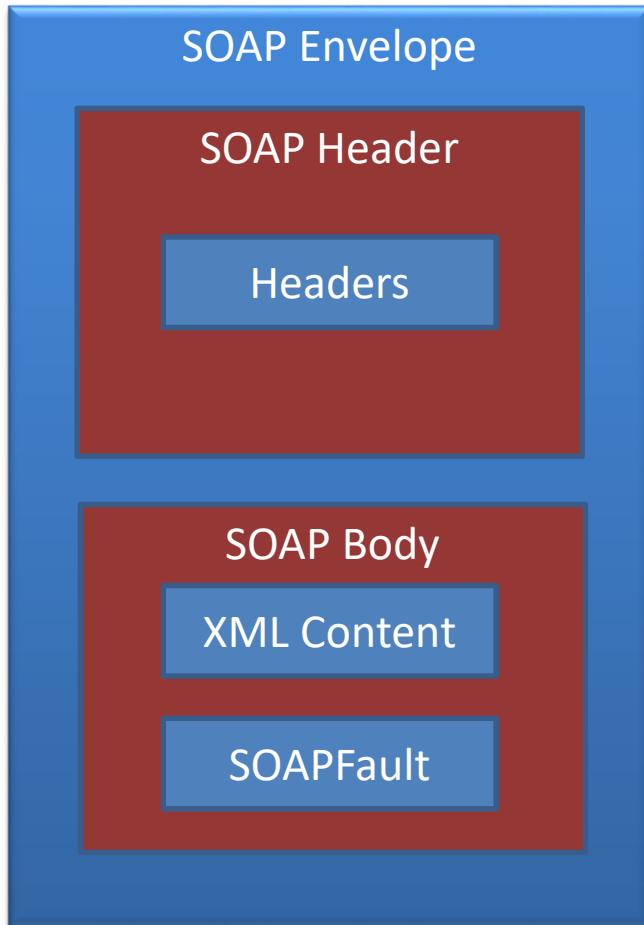 SOAP Envelope
SOAP Header
Headers
SOAP Body
XML Content
SOAPFault